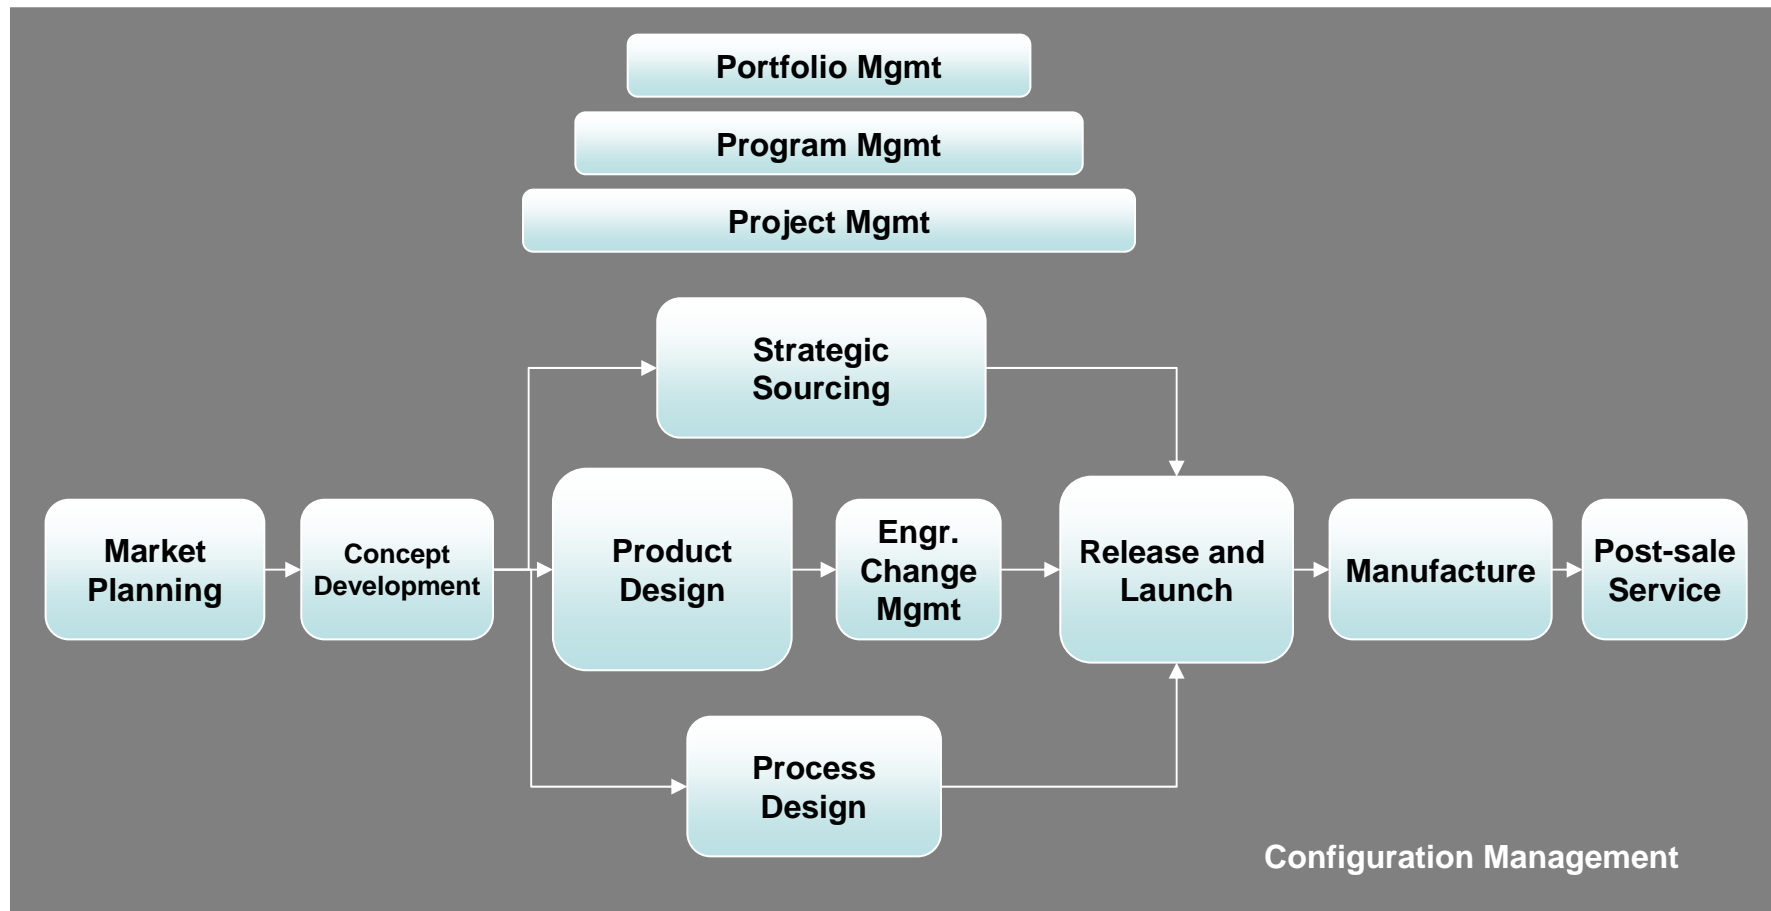 Portfolio Mgmt
Program Mgmt
Project Mgmt
Strategic
Sourcing
Market
Planning
Concept
Development
Product
Design
Engr.
Change
Mgmt
Release and
Launch
Manufacture
Post-sale
Service
Process
Design
Configuration Management